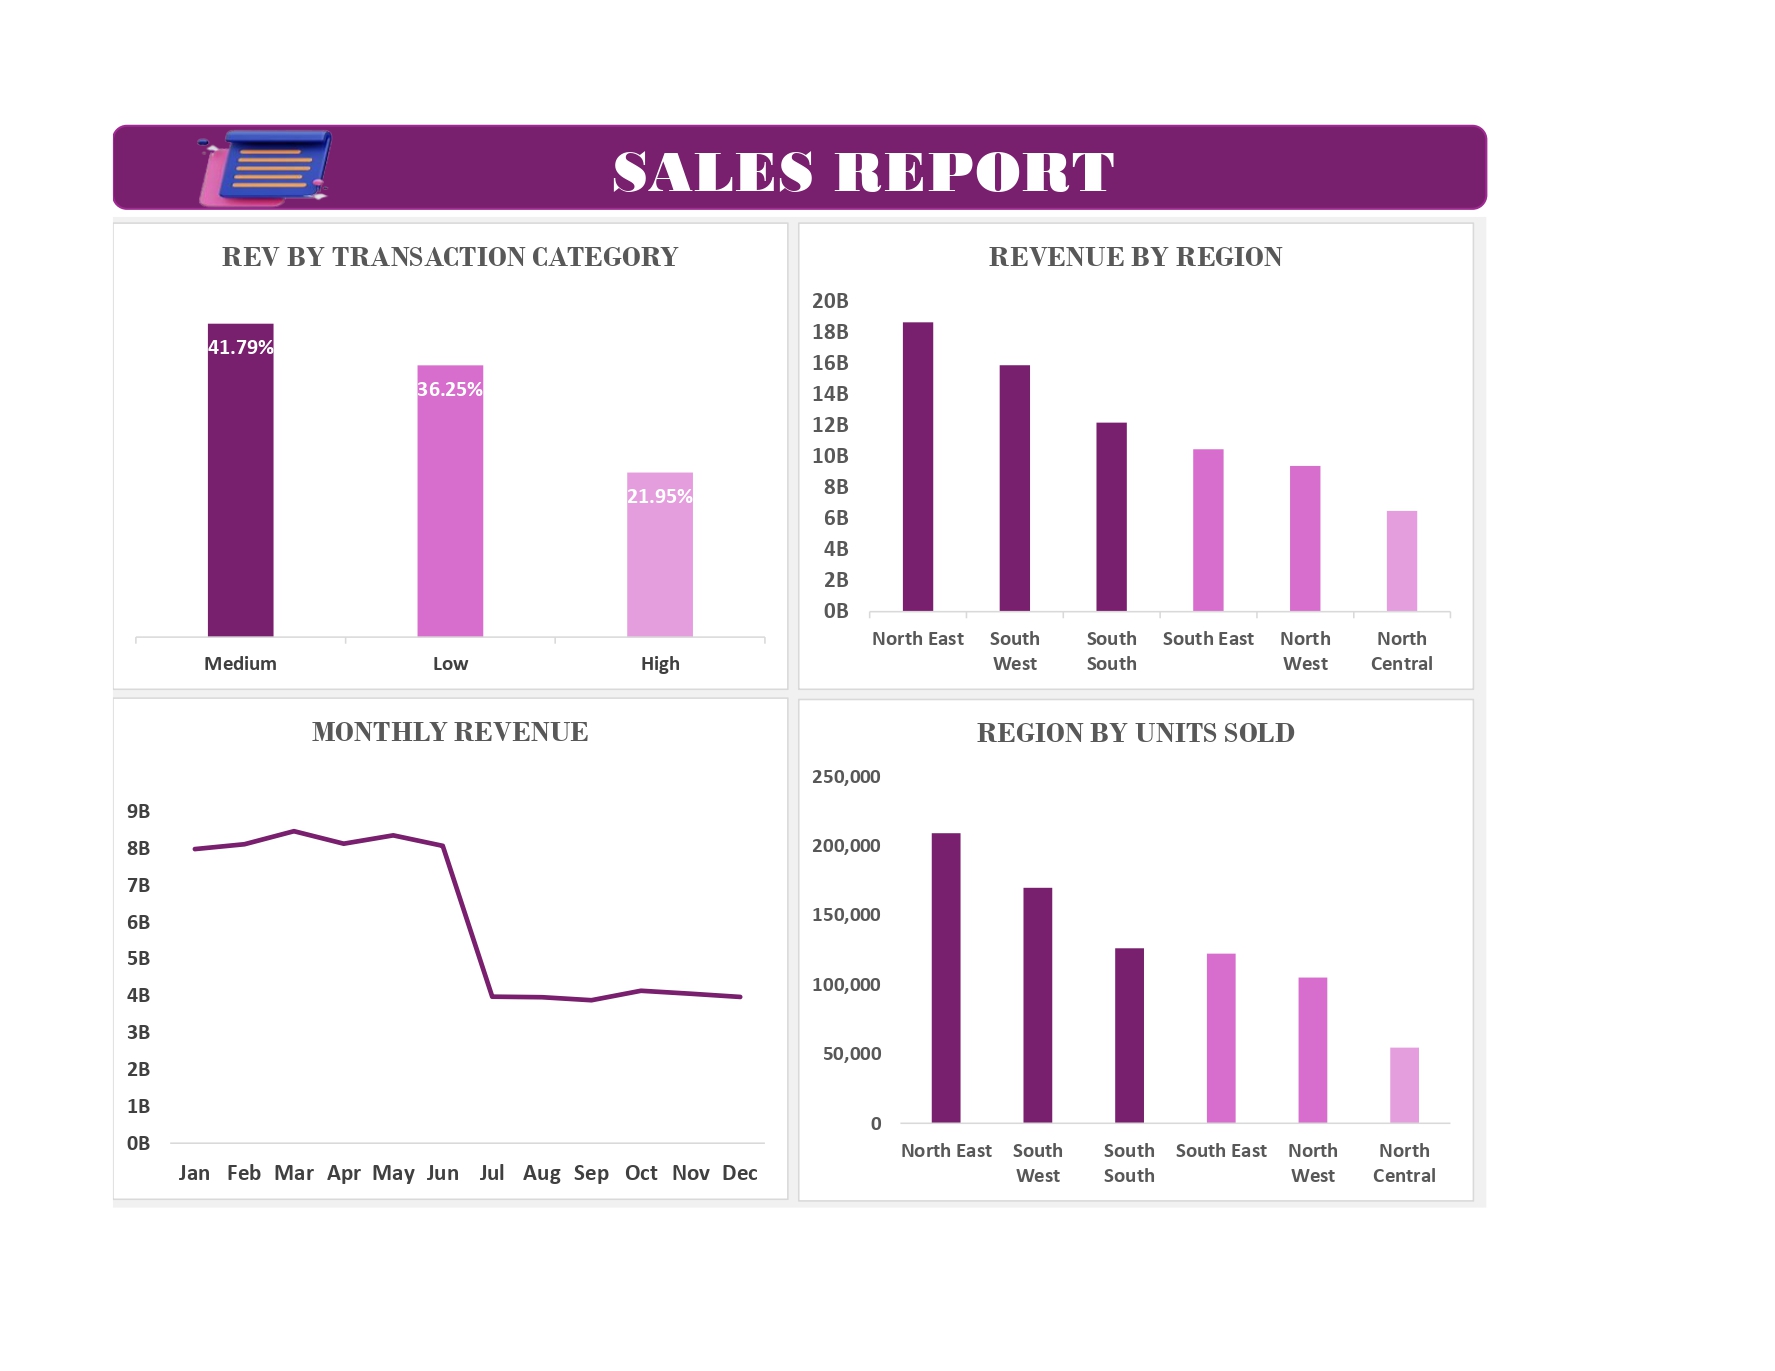 SALES REPORT
REV BY TRANSACTION CATEGORY
41.79%
36.25%
21.95%
Medium Low High
REVENUE BY REGION
20B
18B
16B
14B
12B
10B
8B
6B
4B
2B
0B
North East South West South South South East North West North Central
MONTHLY REVENUE
9B
8B
7B
6B
5B
4B
3B
2B
1B
0B
Jan Feb Mar Apr May Jun Jul Aug Sep Oct Nov Dec
REGION BY UNITS SOLD
250,000
200,000
150,000
100,000
50,000
0
North East South West South South South East North West North Central